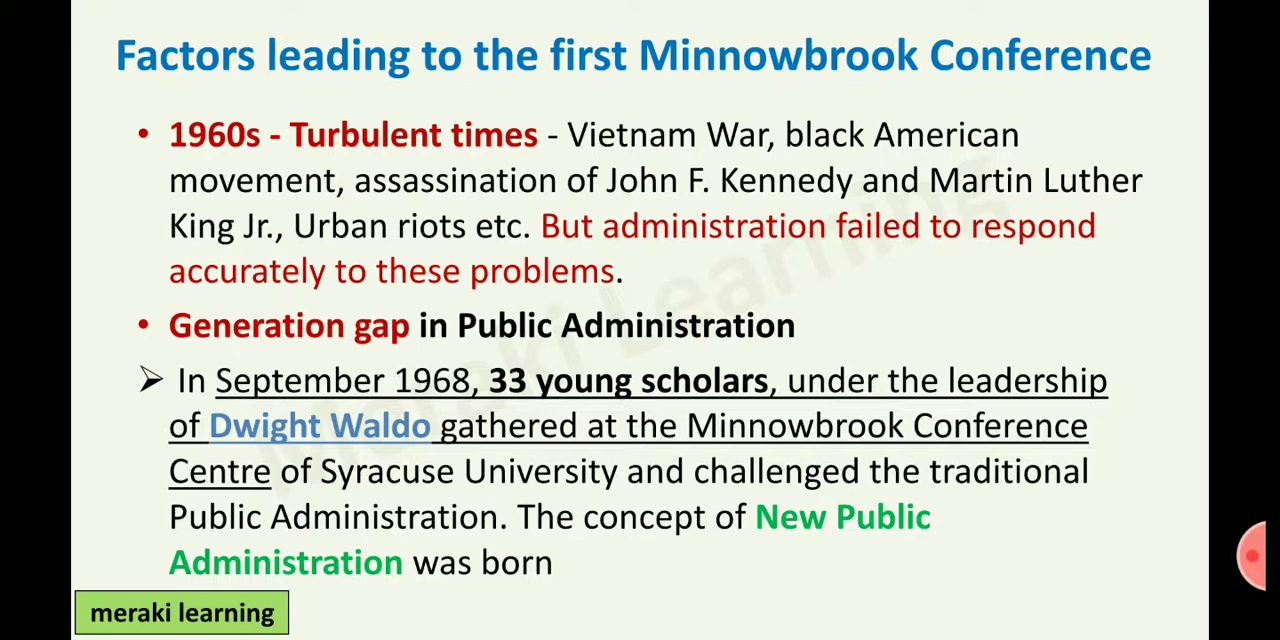 Factors leading to the first Minnowbrook Conference
• 1960s - Turbulent times - Vietnam War, black American
movement, assassination of John F. Kennedy and Martin Luther
King Jr., Urban riots etc. But administration failed to respond
accurately to these problems.
• Generation gap in Public Administration
➢ In September 1968, 33 young scholars, under the leadership
of Dwight Waldo gathered at the Minnowbrook Conference
Centre of Syracuse University and challenged the traditional
Public Administration. The concept of New Public
Administration was born
meraki learning
Meraki Learning